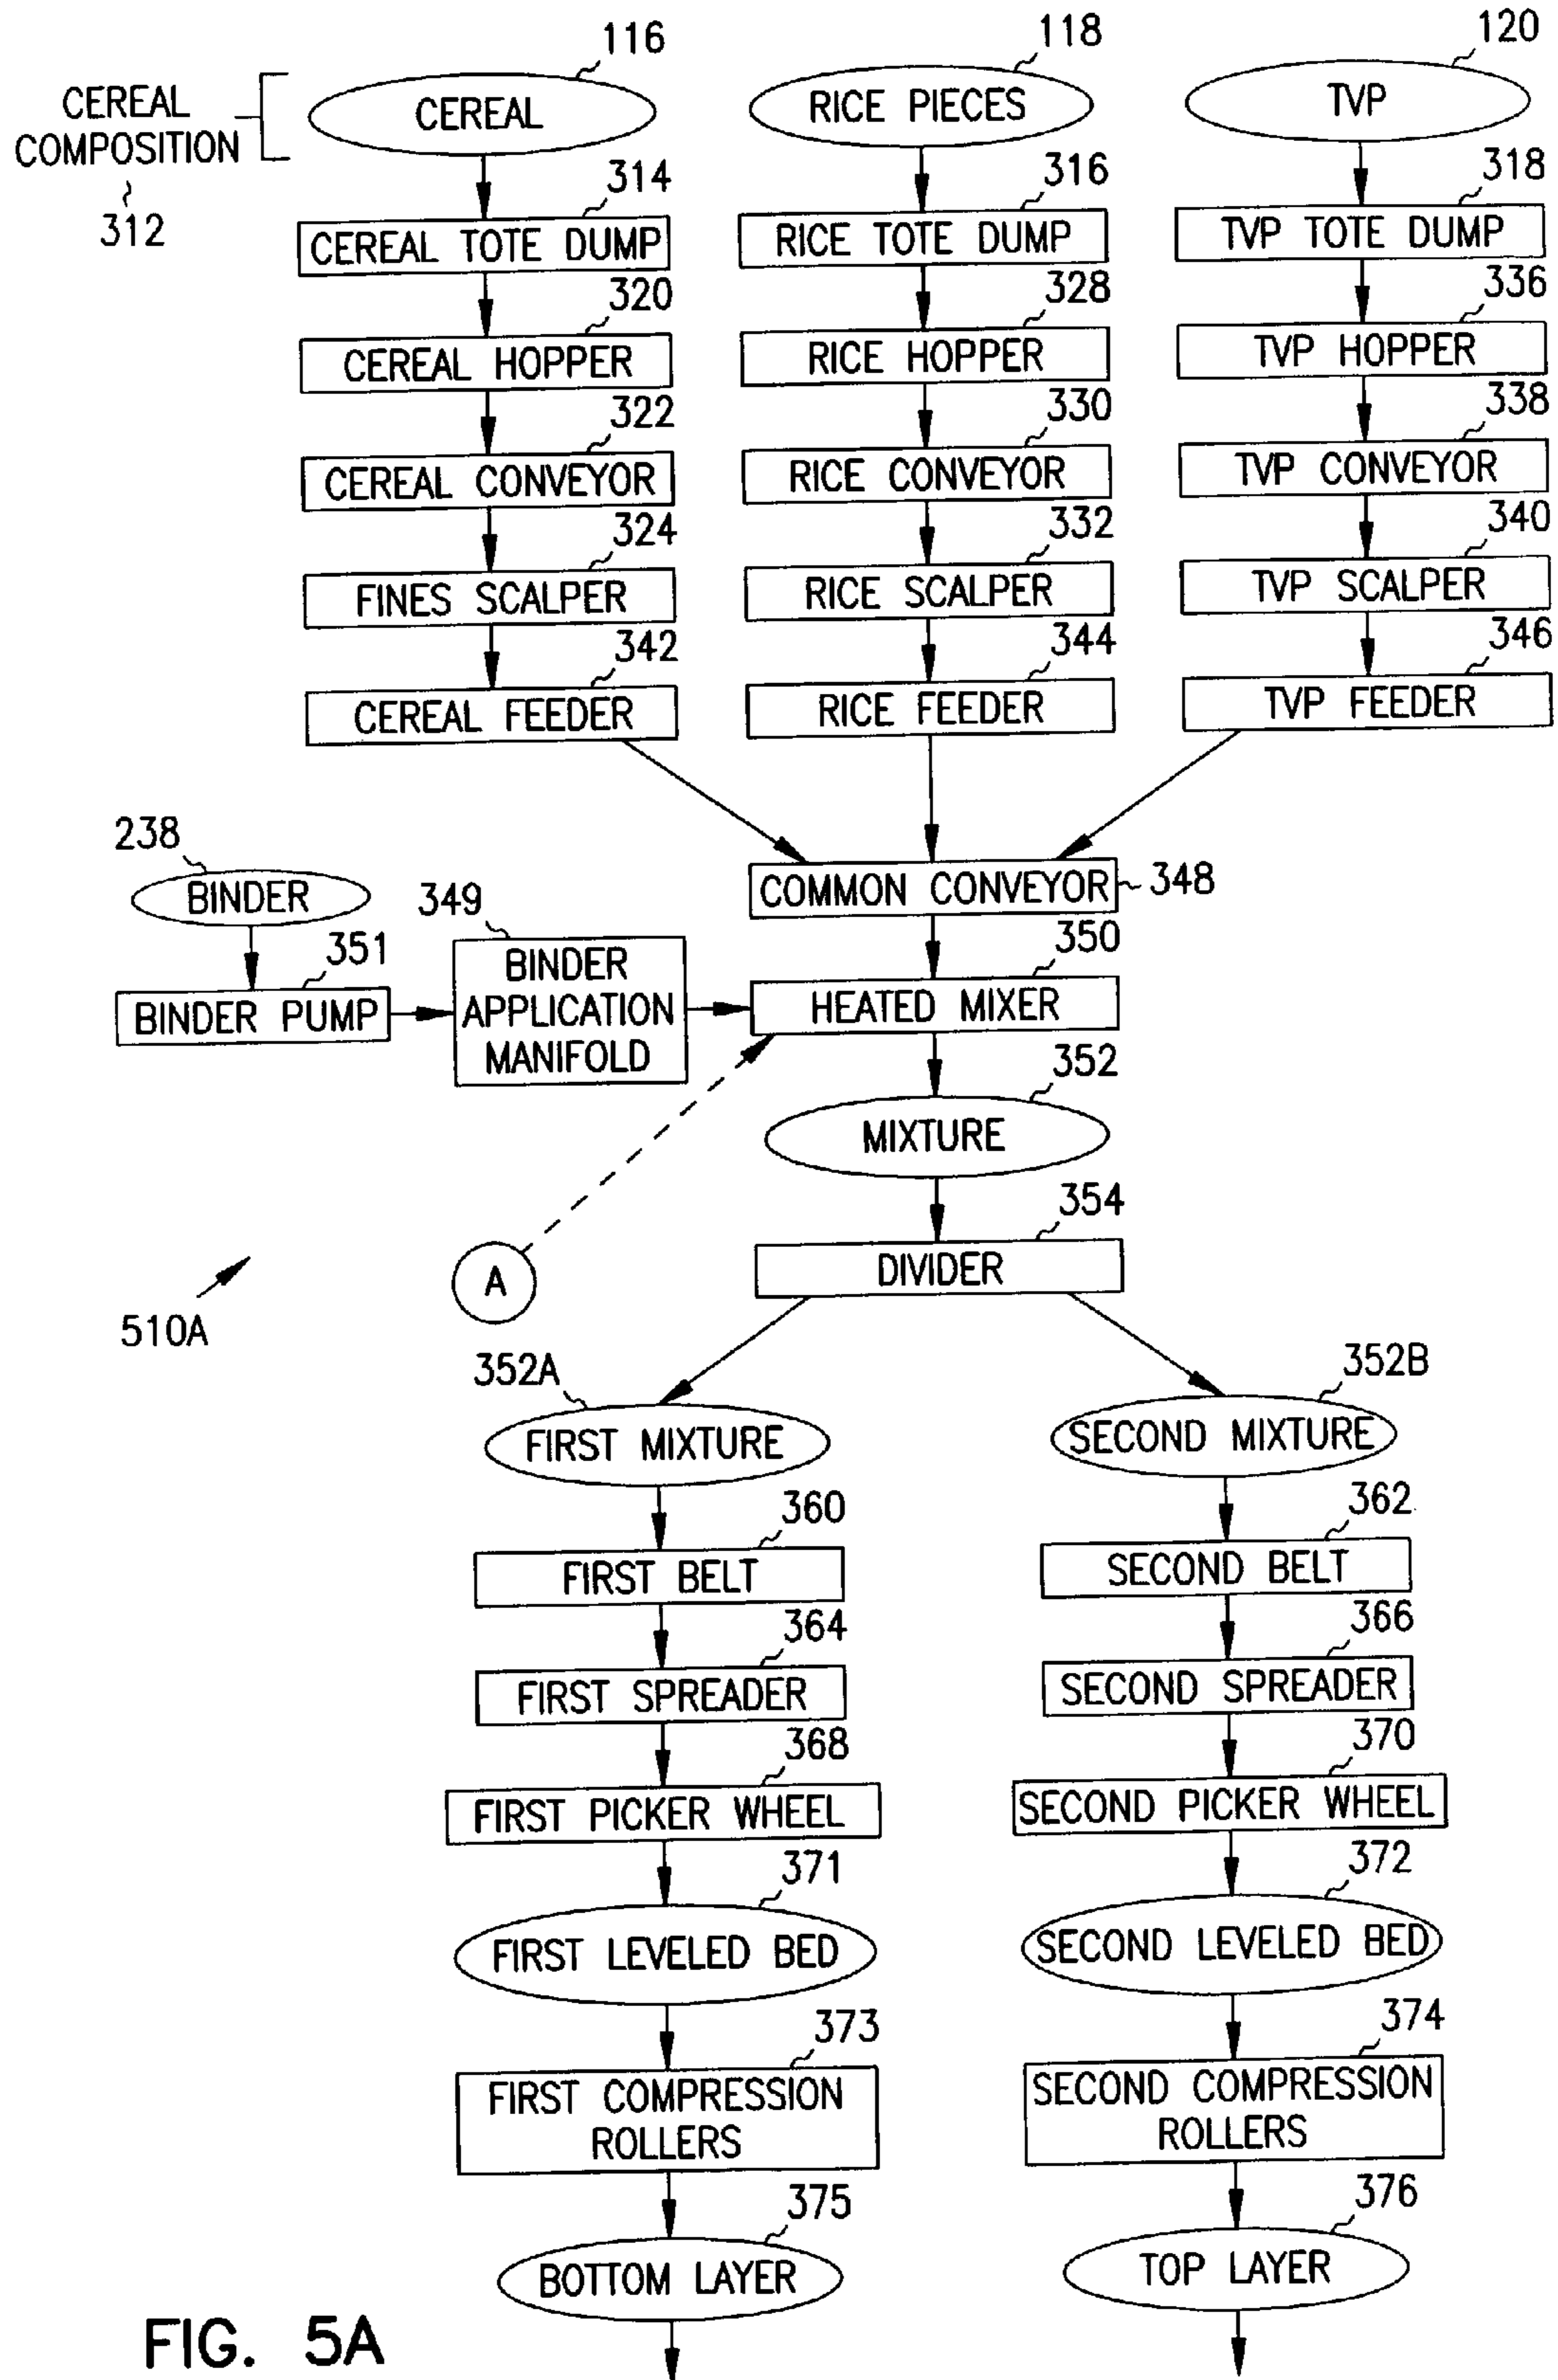 116
118
120
CEREAL
COMPOSITION
312
CEREAL
RICE PIECES
TVP
314
316
318
CEREAL TOTE DUMP
RICE TOTE DUMP
TVP TOTE DUMP
320
328
336
CEREAL HOPPER
RICE HOPPER
TVP HOPPER
322
330
338
CEREAL CONVEYOR
RICE CONVEYOR
TVP CONVEYOR
324
332
340
FINES SCALPER
RICE SCALPER
TVP SCALPER
342
344
346
CEREAL FEEDER
RICE FEEDER
TVP FEEDER
238
BINDER
349
COMMON CONVEYOR
348
351
350
BINDER PUMP
BINDER
APPLICATION
MANIFOLD
HEATED MIXER
352
MIXTURE
354
A
DIVIDER
510A
352A
352B
FIRST MIXTURE
SECOND MIXTURE
360
362
FIRST BELT
SECOND BELT
364
366
FIRST SPREADER
SECOND SPREADER
368
370
FIRST PICKER WHEEL
SECOND PICKER WHEEL
371
372
FIRST LEVELED BED
SECOND LEVELED BED
373
374
FIRST COMPRESSION
ROLLERS
SECOND COMPRESSION
ROLLERS
375
376
BOTTOM LAYER
TOP LAYER
FIG. 5A